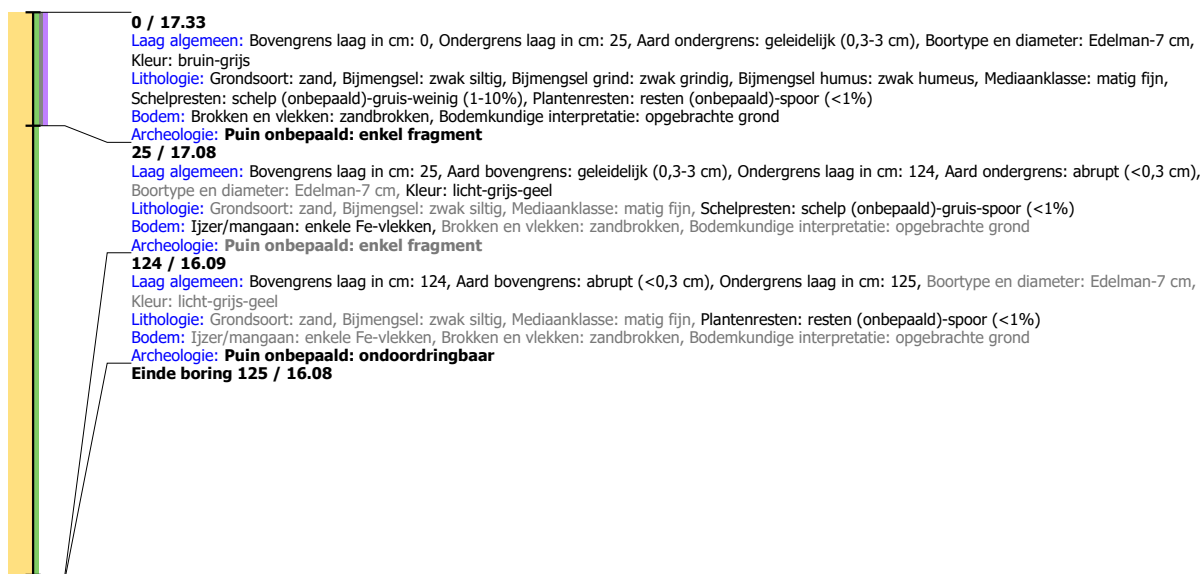 0 / 17.33
Laag algemeen: Bovengrens laag in cm: 0, Ondergrens laag in cm: 25, Aard ondergrens: geleidelijk (0,3-3 cm), Boortype en diameter: Edelman-7 cm,
Kleur: bruin-grijs
Lithologie: Grondsoort: zand, Bijmengsel: zwak siltig, Bijmengsel grind: zwak grindig, Bijmengsel humus: zwak humeus, Mediaanklasse: matig fijn,
Schelpresten: schelp (onbepaald)-gruis-weinig (1-10%), Plantenresten: resten (onbepaald)-spoor (<1%)
Bodem: Brokken en vlekken: zandbrokken, Bodemkundige interpretatie: opgebrachte grond
Archeologie: Puin onbepaald: enkel fragment
25 / 17.08
Laag algemeen: Bovengrens laag in cm: 25, Aard bovengrens: geleidelijk (0,3-3 cm), Ondergrens laag in cm: 124, Aard ondergrens: abrupt (<0,3 cm),
Boortype en diameter: Edelman-7 cm, Kleur: licht-grijs-geel
Lithologie: Grondsoort: zand, Bijmengsel: zwak siltig, Mediaanklasse: matig fijn, Schelpresten: schelp (onbepaald)-gruis-spoor (<1%)
Bodem: Ijzer/mangaan: enkele Fe-vlekken, Brokken en vlekken: zandbrokken, Bodemkundige interpretatie: opgebrachte grond
Archeologie: Puin onbepaald: enkel fragment
124 / 16.09
Laag algemeen: Bovengrens laag in cm: 124, Aard bovengrens: abrupt (<0,3 cm), Ondergrens laag in cm: 125, Boortype en diameter: Edelman-7 cm,
Kleur: licht-grijs-geel
Lithologie: Grondsoort: zand, Bijmengsel: zwak siltig, Mediaanklasse: matig fijn, Plantenresten: resten (onbepaald)-spoor (<1%)
Bodem: Ijzer/mangaan: enkele Fe-vlekken, Brokken en vlekken: zandbrokken, Bodemkundige interpretatie: opgebrachte grond
Archeologie: Puin onbepaald: ondoordringbaar
Einde boring 125 / 16.08